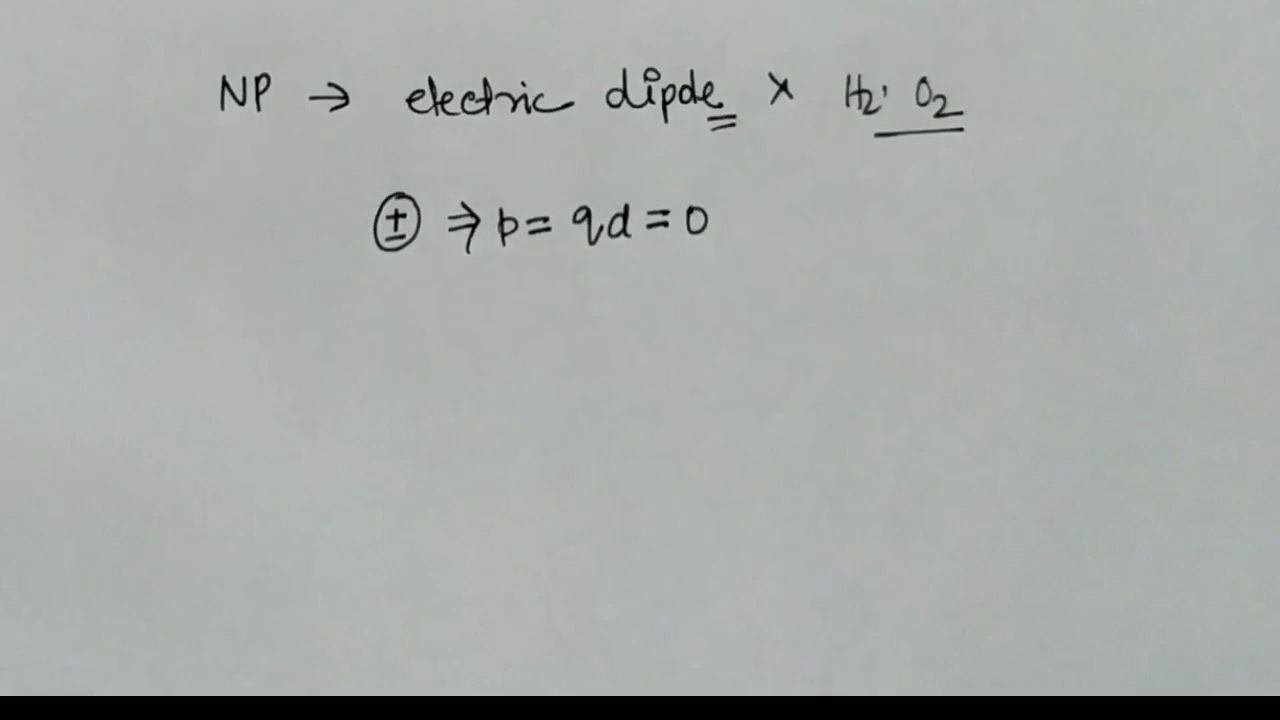 NP → electric dipole × H₂, O₂
± ⇒ p = qd = 0